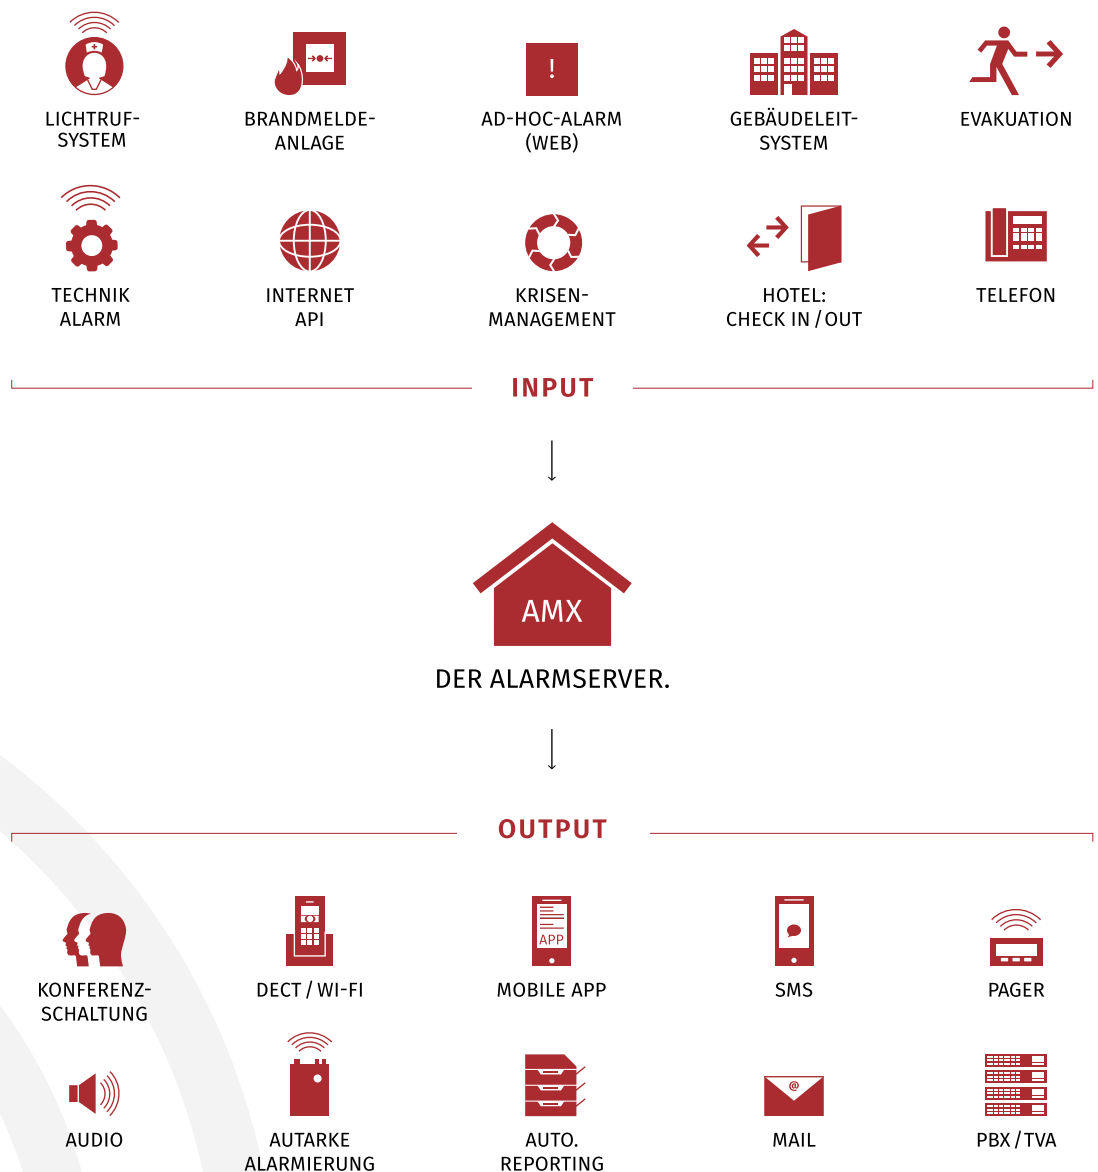 LICHTRUF-
SYSTEM
BRANDMELDE-
ANLAGE
!
AD-HOC-ALARM
(WEB)
GEBÄUDELEIT-
SYSTEM
EVAKUATION
TECHNIK
ALARM
INTERNET
API
KRISEN-
MANAGEMENT
HOTEL:
CHECK IN / OUT
TELEFON
INPUT
AMX
DER ALARMSERVER.
OUTPUT
KONFERENZ-
SCHALTUNG
DECT / WI-FI
APP
MOBILE APP
SMS
PAGER
AUDIO
AUTARKE
ALARMIERUNG
AUTO.
REPORTING
@
MAIL
PBX / TVA